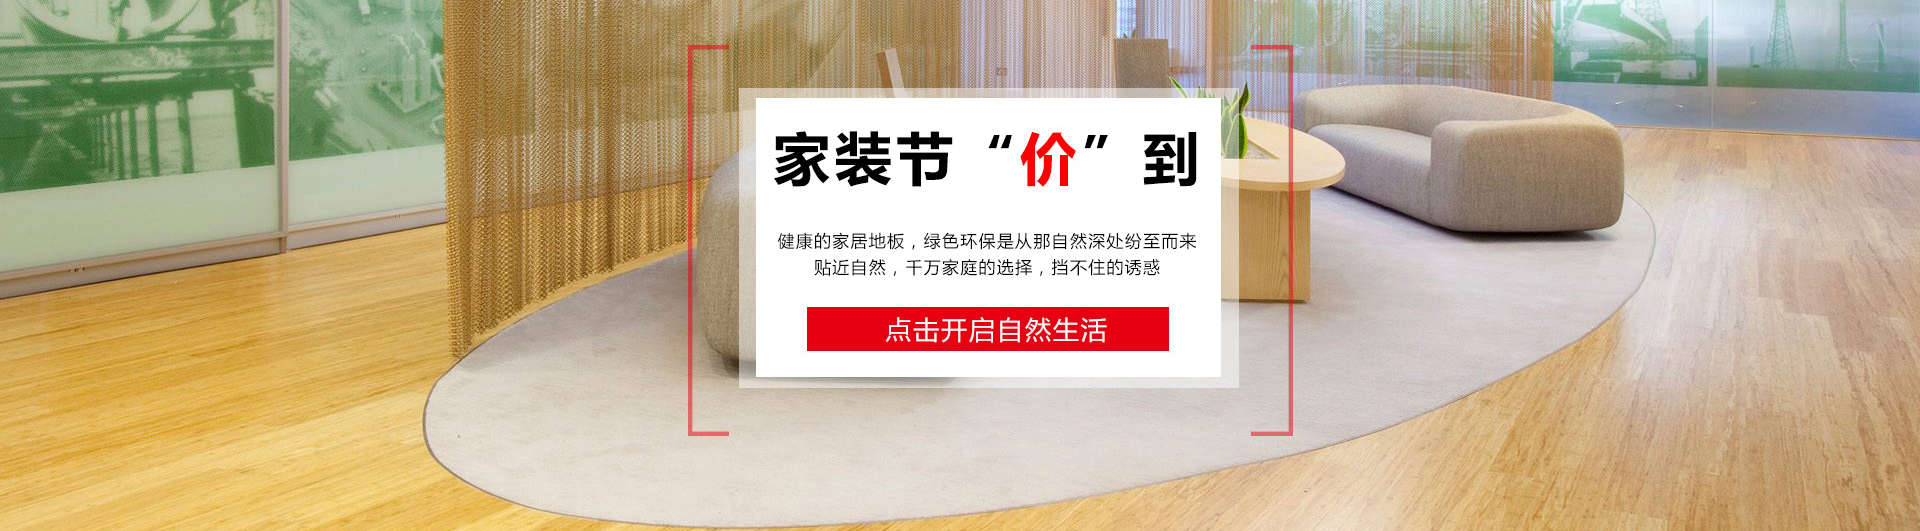 家装节“价”到
健康的家居地板，绿色环保是从那自然深处纷至而来
贴近自然，千万家庭的选择，挡不住的诱惑
点击开启自然生活